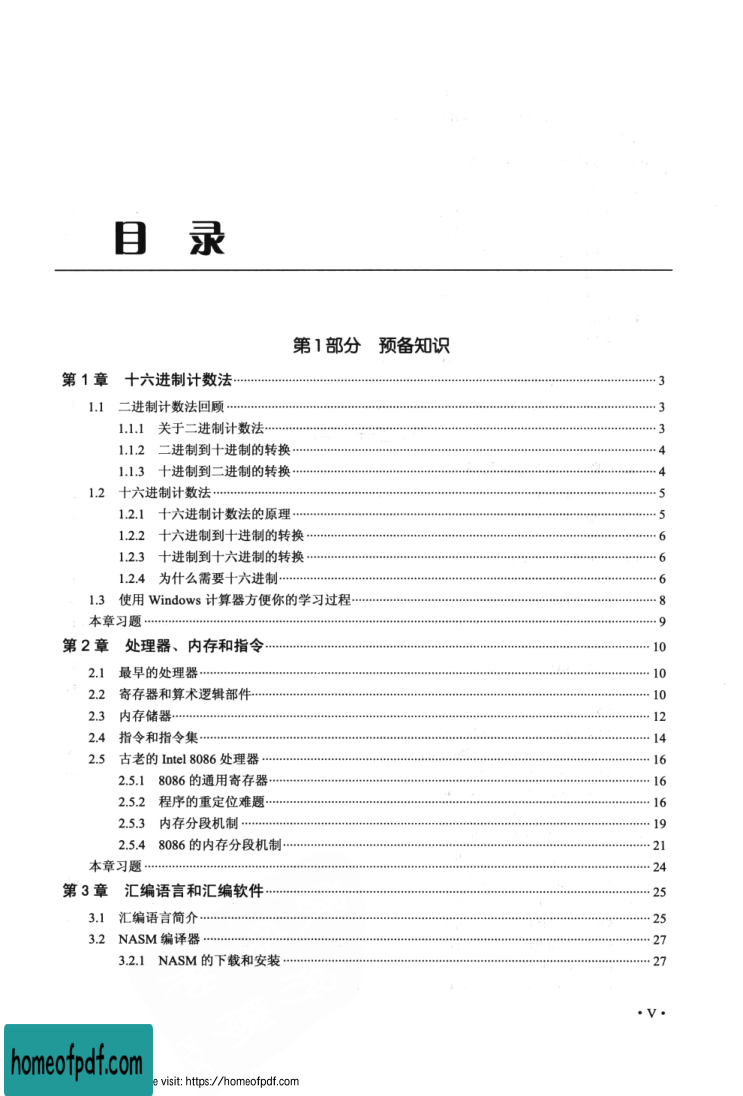 目 录
第1部分 预备知识
第 1 章 十六进制计数法 3
1.1 二进制计数法回顾 3
1.1.1 关于二进制计数法 3
1.1.2 二进制到十进制的转换 4
1.1.3 十进制到二进制的转换 4
1.2 十六进制计数法 5
1.2.1 十六进制计数法的原理 5
1.2.2 十六进制到十进制的转换 6
1.2.3 十进制到十六进制的转换 6
1.2.4 为什么需要十六进制 6
1.3 使用 Windows 计算器方便你的学习过程 8
本章习题 9
第 2 章 处理器、内存和指令 10
2.1 最早的处理器 10
2.2 寄存器和算术逻辑部件 10
2.3 内存储器 12
2.4 指令和指令集 14
2.5 古老的 Intel 8086 处理器 16
2.5.1 8086 的通用寄存器 16
2.5.2 程序的重定位难题 16
2.5.3 内存分段机制 19
2.5.4 8086 的内存分段机制 21
本章习题 24
第 3 章 汇编语言和汇编软件 25
3.1 汇编语言简介 25
3.2 NASM 编译器 27
3.2.1 NASM 的下载和安装 27
• V •
homeofpdf.com
e visit: https://homeofpdf.com